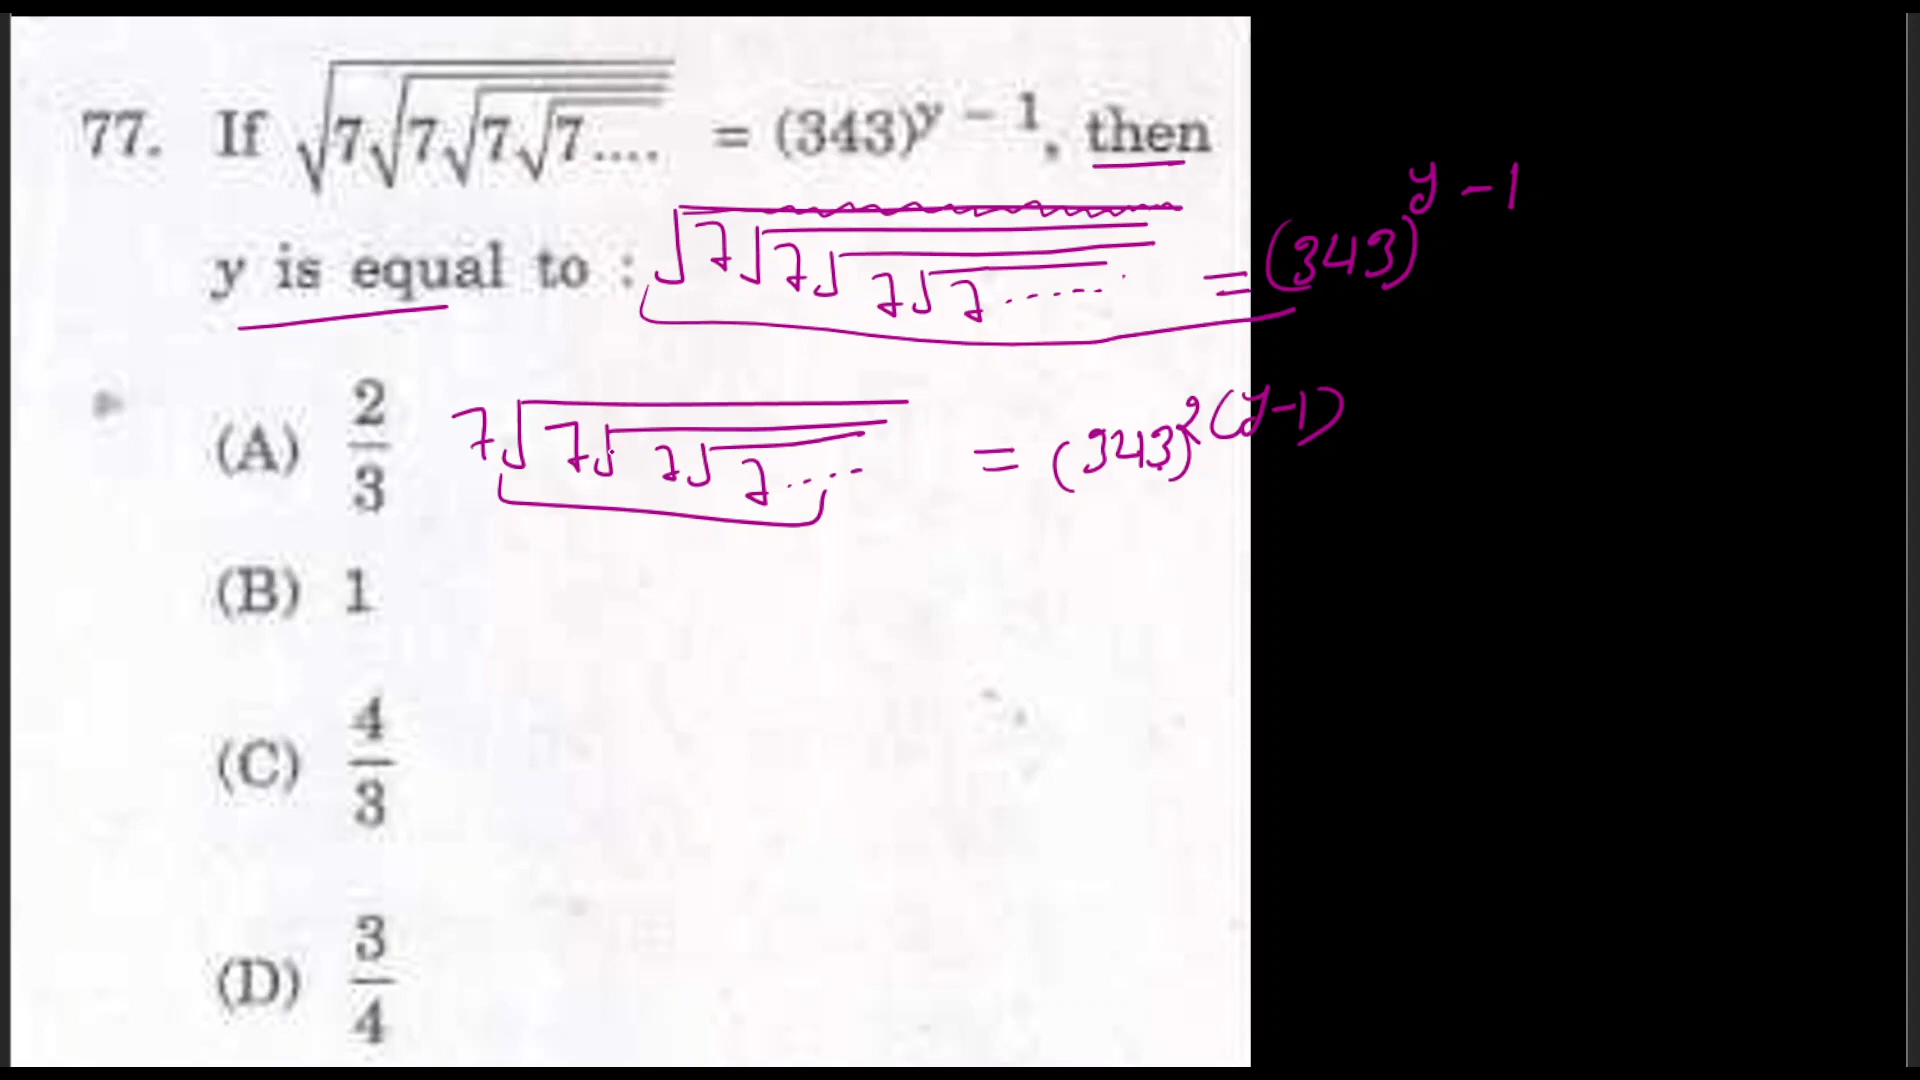 77. If √7√7√7√7.... = (343)^y – 1, then
y is equal to : √7√7√7√7...... = (343)^y – 1
(A) 2/3 7√7√7√7..... = (343)^2(y–1)
(B) 1
(C) 4/3
(D) 3/4